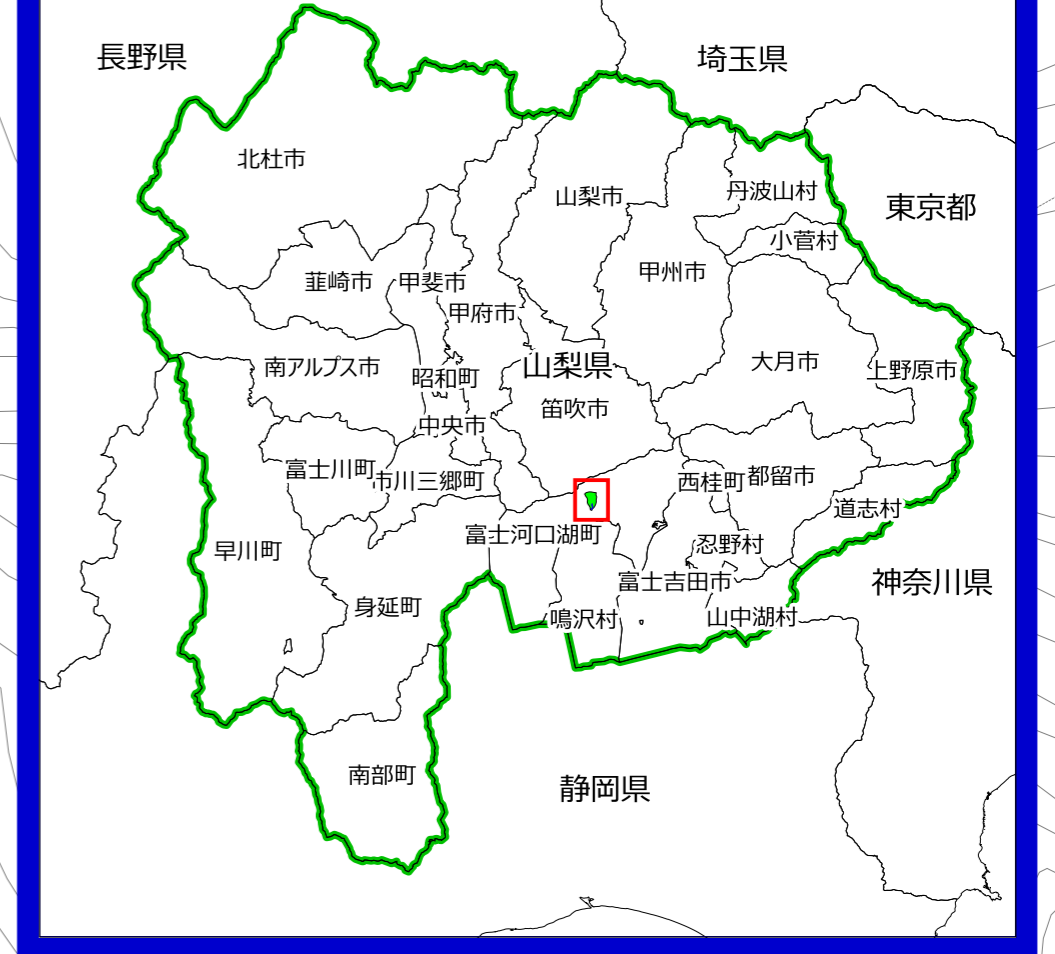 長野県
埼玉県
北杜市
丹波山村
山梨市
東京都
小菅村
甲州市
韮崎市
甲斐市
甲府市
山梨県
大月市
南アルプス市
上野原市
昭和町
笛吹市
中央市
富士川町
市川三郷町
西桂町
都留市
道志村
富士河口湖町
忍野村
早川町
富士吉田市
神奈川県
身延町
鳴沢村
山中湖村
南部町
静岡県